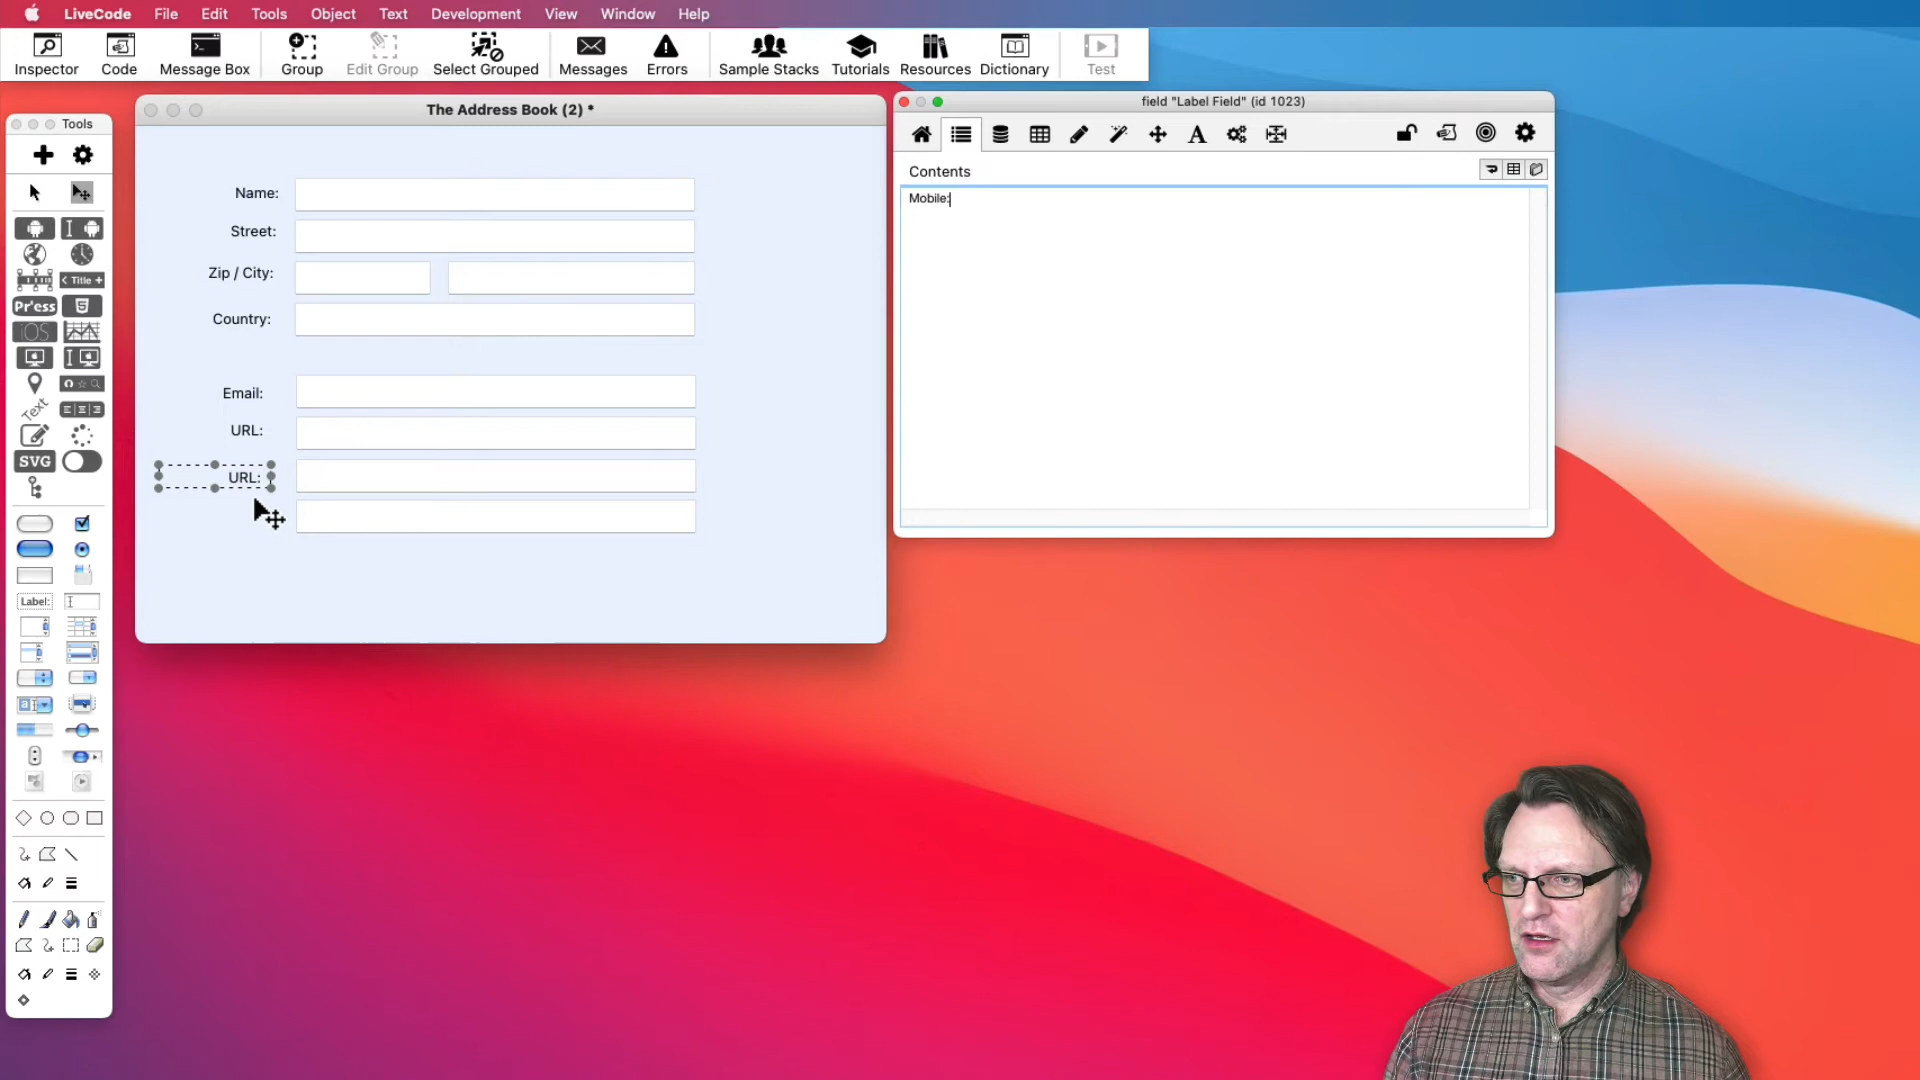 LiveCode File Edit Tools Object Text Development View Window Help
Inspector Code Message Box Group Edit Group Select Grouped Messages Errors Sample Stacks Tutorials Resources Dictionary Test
Tools
< Title +
Pr'ess
iOS
Text
SVG
Label:
The Address Book (2) *
Name:
Street:
Zip / City:
Country:
Email:
URL:
URL:
field "Label Field" (id 1023)
Contents
Mobile: